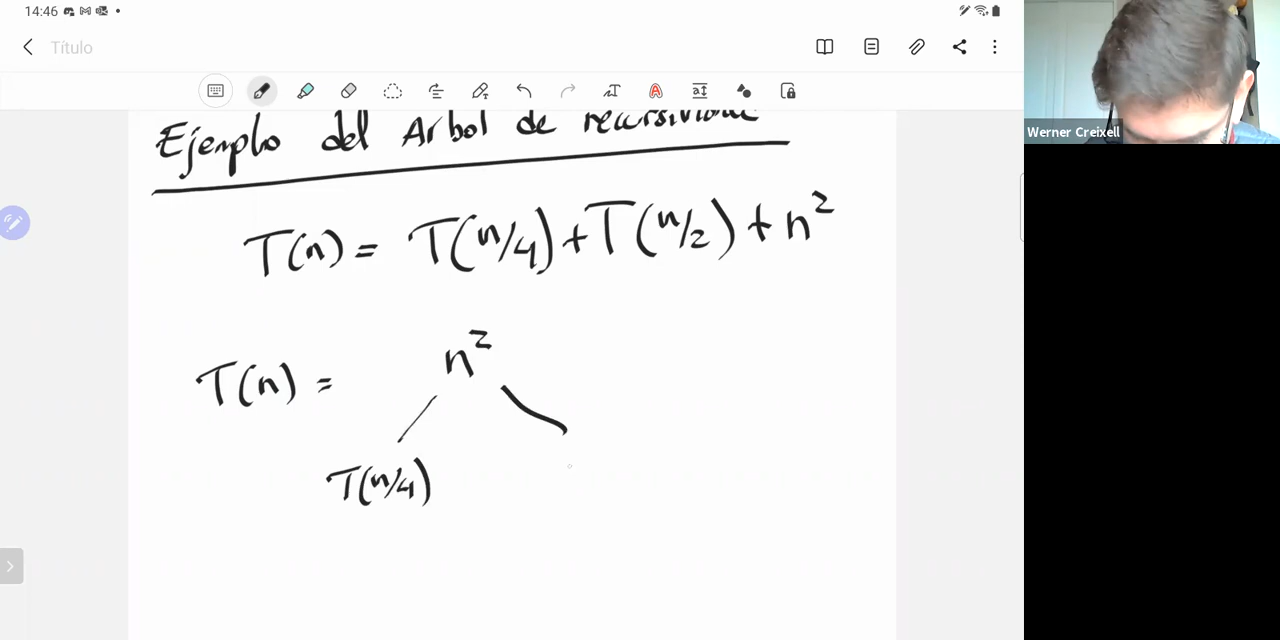 14:46
Título
Ejemplo del Arbol de recursividad
T(n) = T(n/4) + T(n/2) + n²
T(n) = n²
T(n/4)
Werner Creixell